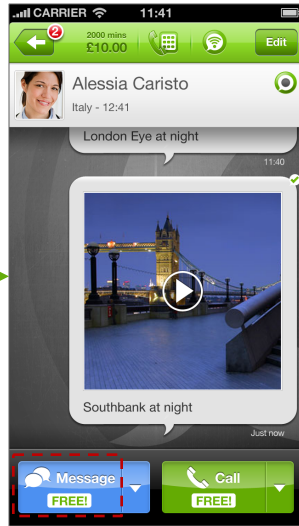 CARRIER 11:41
2
2000 mins
£10.00
Edit
Alessia Caristo
Italy - 12:41
London Eye at night
11:40
Southbank at night
Just now
Message
FREE!
Call
FREE!